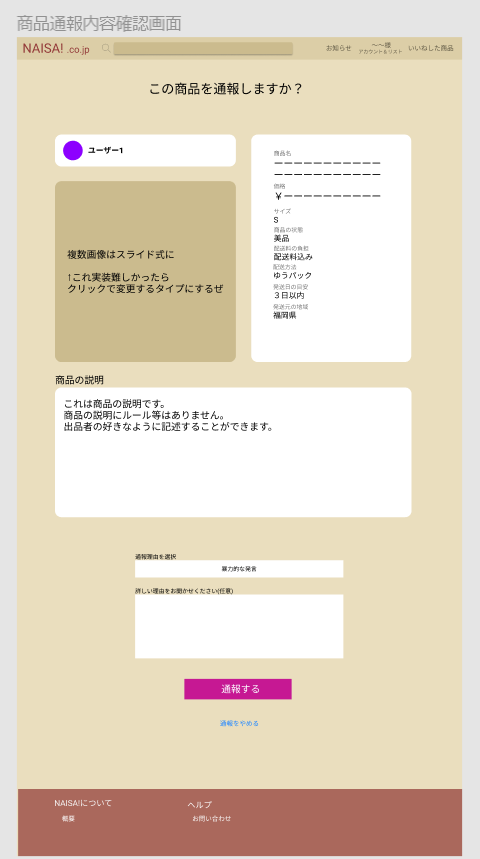 商品通報内容確認画面
NAISA! .co.jp
お知らせ
〜〜様
アカウント&リスト
いいねした商品
この商品を通報しますか？
ユーザー1
複数画像はスライド式に
↑これ実装難しかったら
クリックで変更するタイプにするぜ
商品名
ーーーーーーーーーーー
ーーーーーーーーーーー
価格
￥ーーーーーーーーーー
サイズ
S
商品の状態
美品
配送料の負担
配送料込み
配送方法
ゆうパック
発送日の目安
３日以内
発送元の地域
福岡県
商品の説明
これは商品の説明です。
商品の説明にルール等はありません。
出品者の好きなように記述することができます。
通報理由を選択
暴力的な発言
詳しい理由をお聞かせください(任意)
通報する
通報をやめる
NAISA!について
概要
ヘルプ
お問い合わせ